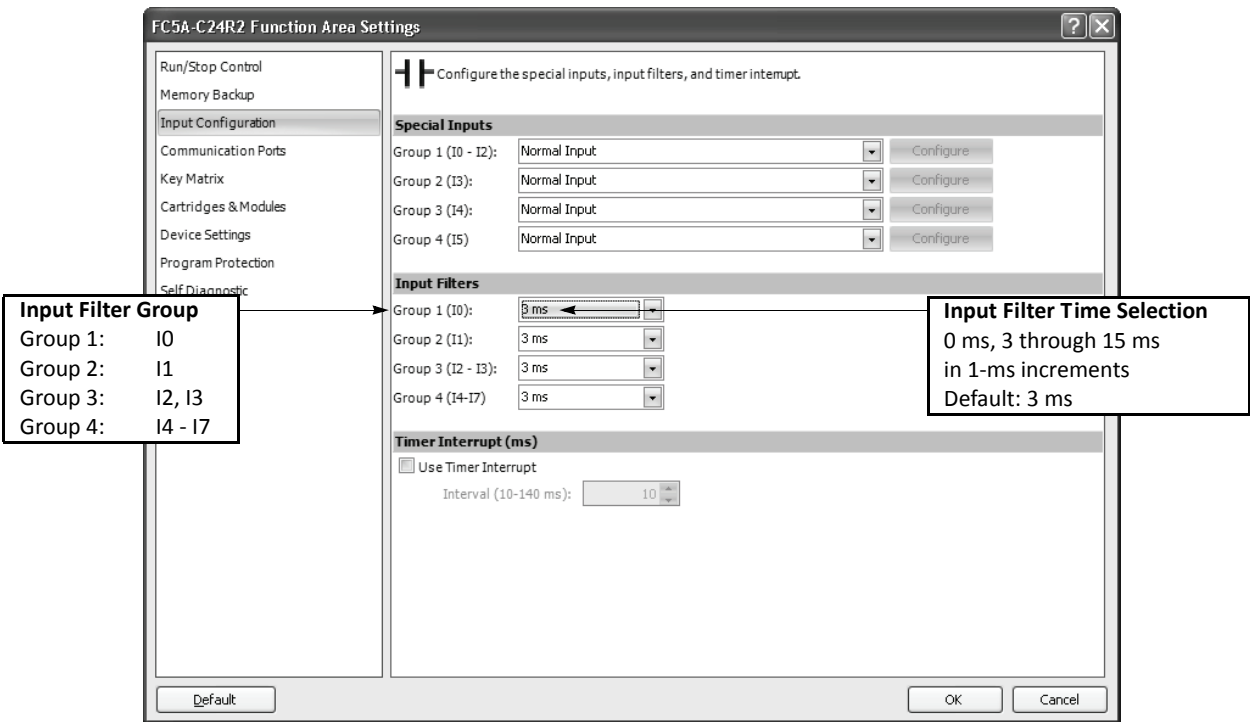 FC5A-C24R2 Function Area Settings
Run/Stop Control
Memory Backup
Input Configuration
Communication Ports
Key Matrix
Cartridges & Modules
Device Settings
Program Protection
Self Diagnostic
Configure the special inputs, input filters, and timer interrupt.
Special Inputs
Group 1 (I0 - I2): Normal Input Configure
Group 2 (I3): Normal Input Configure
Group 3 (I4): Normal Input Configure
Group 4 (I5) Normal Input Configure
Input Filters
Group 1 (I0): 3 ms
Group 2 (I1): 3 ms
Group 3 (I2 - I3): 3 ms
Group 4 (I4-I7) 3 ms
Timer Interrupt (ms)
Use Timer Interrupt
Interval (10-140 ms): 10
Input Filter Group
Group 1: I0
Group 2: I1
Group 3: I2, I3
Group 4: I4 - I7
Input Filter Time Selection
0 ms, 3 through 15 ms
in 1-ms increments
Default: 3 ms
Default
OK
Cancel